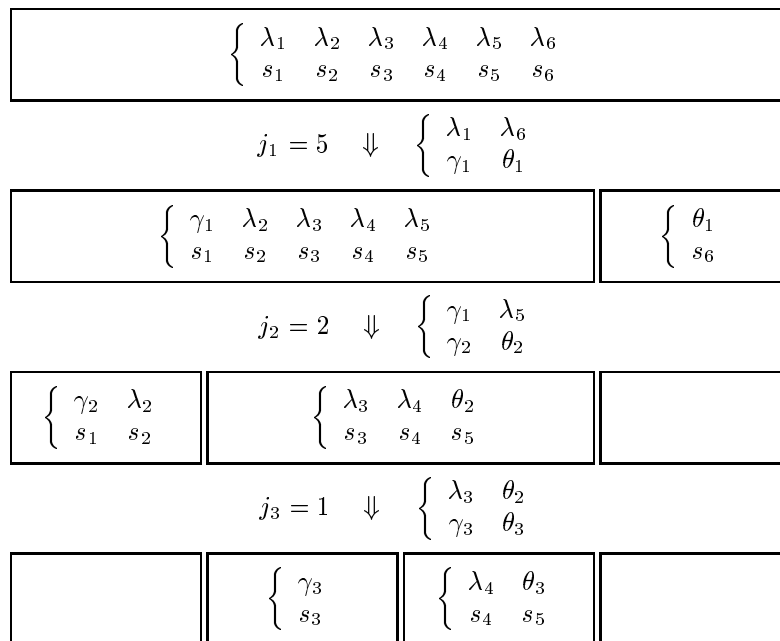 { λ₁ λ₂ λ₃ λ₄ λ₅ λ₆
s₁ s₂ s₃ s₄ s₅ s₆
j₁ = 5 ⇓ { λ₁ λ₆
γ₁ θ₁
{ γ₁ λ₂ λ₃ λ₄ λ₅
s₁ s₂ s₃ s₄ s₅
{ θ₁
s₆
j₂ = 2 ⇓ { γ₁ λ₅
γ₂ θ₂
{ γ₂ λ₂
s₁ s₂
{ λ₃ λ₄ θ₂
s₃ s₄ s₅
j₃ = 1 ⇓ { λ₃ θ₂
γ₃ θ₃
{ γ₃
s₃
{ λ₄ θ₃
s₄ s₅